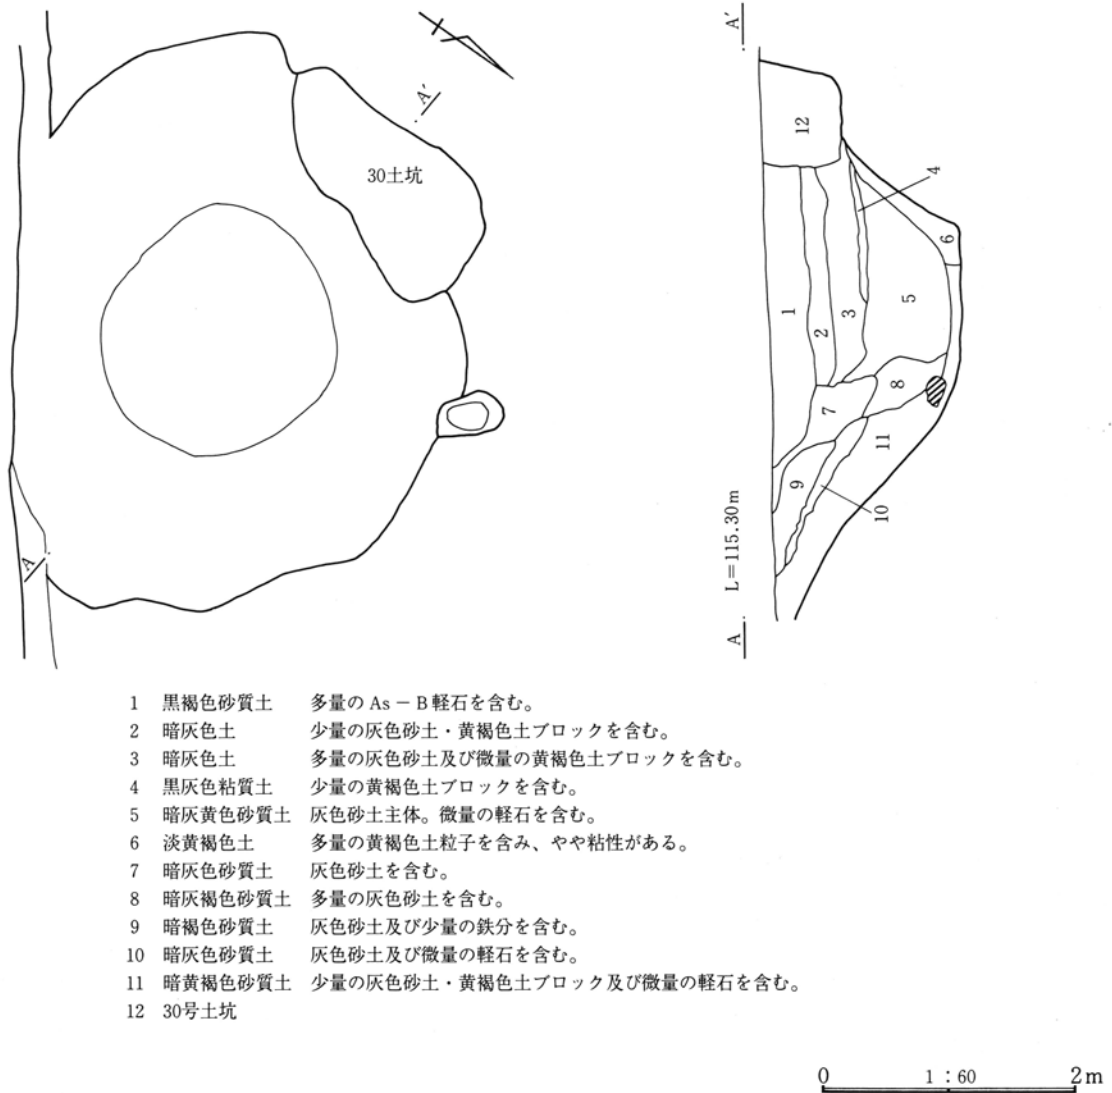 A′
30土坑
A
A′
12
4
6
5
1
2
3
8
7
11
9
10
L＝115.30m
A
1 黒褐色砂質土 多量の As－B 軽石を含む。
2 暗灰色土 少量の灰色砂土・黄褐色土ブロックを含む。
3 暗灰色土 多量の灰色砂土及び微量の黄褐色土ブロックを含む。
4 黒灰色粘質土 少量の黄褐色土ブロックを含む。
5 暗灰黄色砂質土 灰色砂土主体。微量の軽石を含む。
6 淡黄褐色土 多量の黄褐色土粒子を含み、やや粘性がある。
7 暗灰色砂質土 灰色砂土を含む。
8 暗灰褐色砂質土 多量の灰色砂土を含む。
9 暗褐色砂質土 灰色砂土及び少量の鉄分を含む。
10 暗灰色砂質土 灰色砂土及び微量の軽石を含む。
11 暗黄褐色砂質土 少量の灰色砂土・黄褐色土ブロック及び微量の軽石を含む。
12 30号土坑
0 1：60 2m